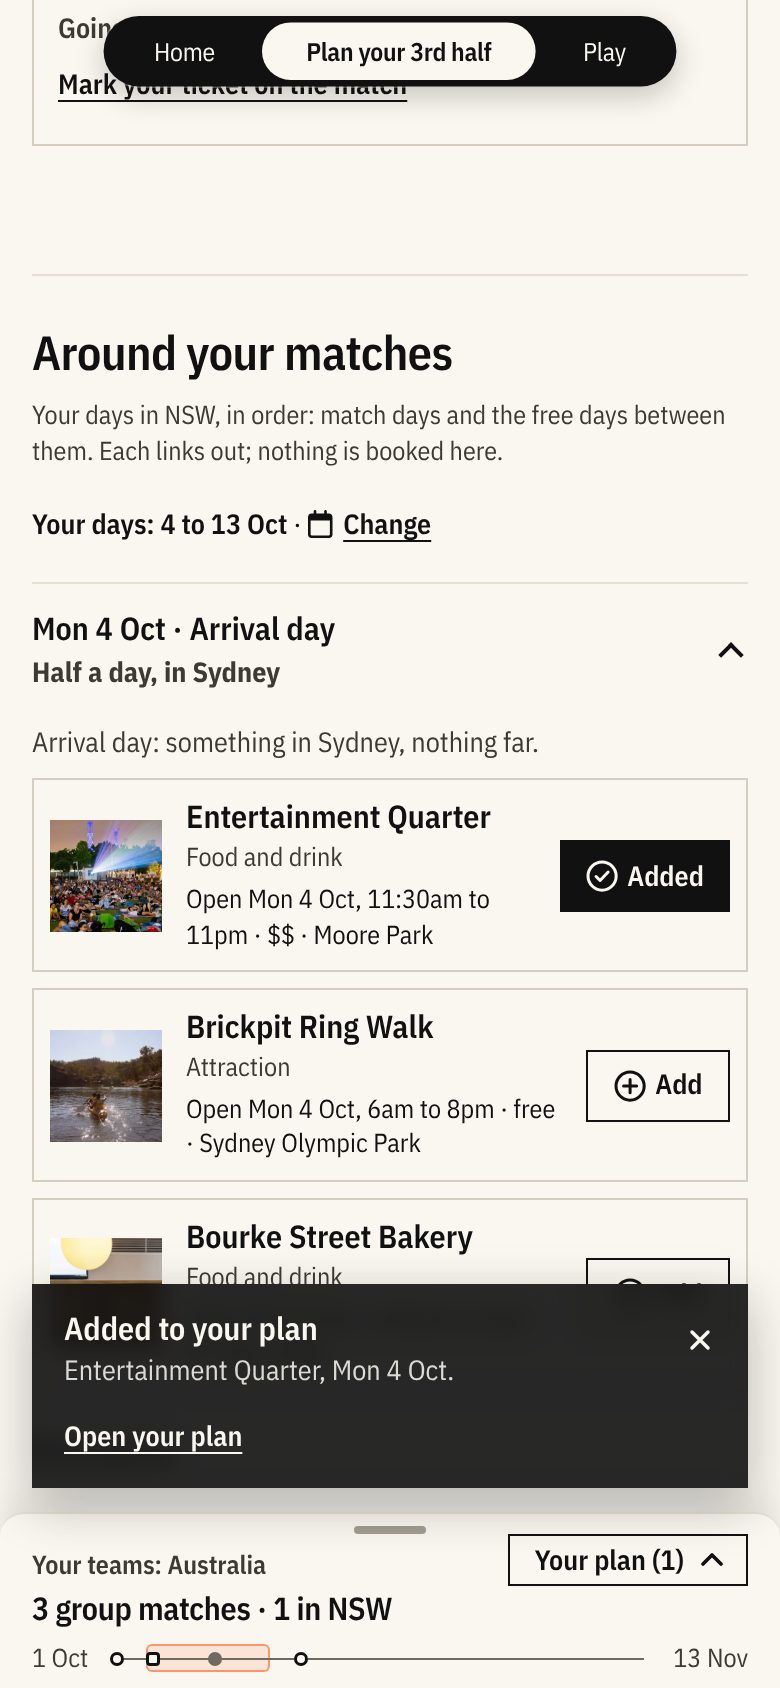 Home
Plan your 3rd half
Play
Mark your ticket on the match
Around your matches
Your days in NSW, in order: match days and the free days between
them. Each links out; nothing is booked here.
Your days: 4 to 13 Oct · Change
Mon 4 Oct · Arrival day
Half a day, in Sydney
Arrival day: something in Sydney, nothing far.
Entertainment Quarter
Food and drink
Open Mon 4 Oct, 11:30am to
11pm · $$ · Moore Park
Added
Brickpit Ring Walk
Attraction
Open Mon 4 Oct, 6am to 8pm · free
· Sydney Olympic Park
Add
Bourke Street Bakery
Food and drink
Added to your plan
Entertainment Quarter, Mon 4 Oct.
Open your plan
Your teams: Australia
Your plan (1)
3 group matches · 1 in NSW
1 Oct
13 Nov